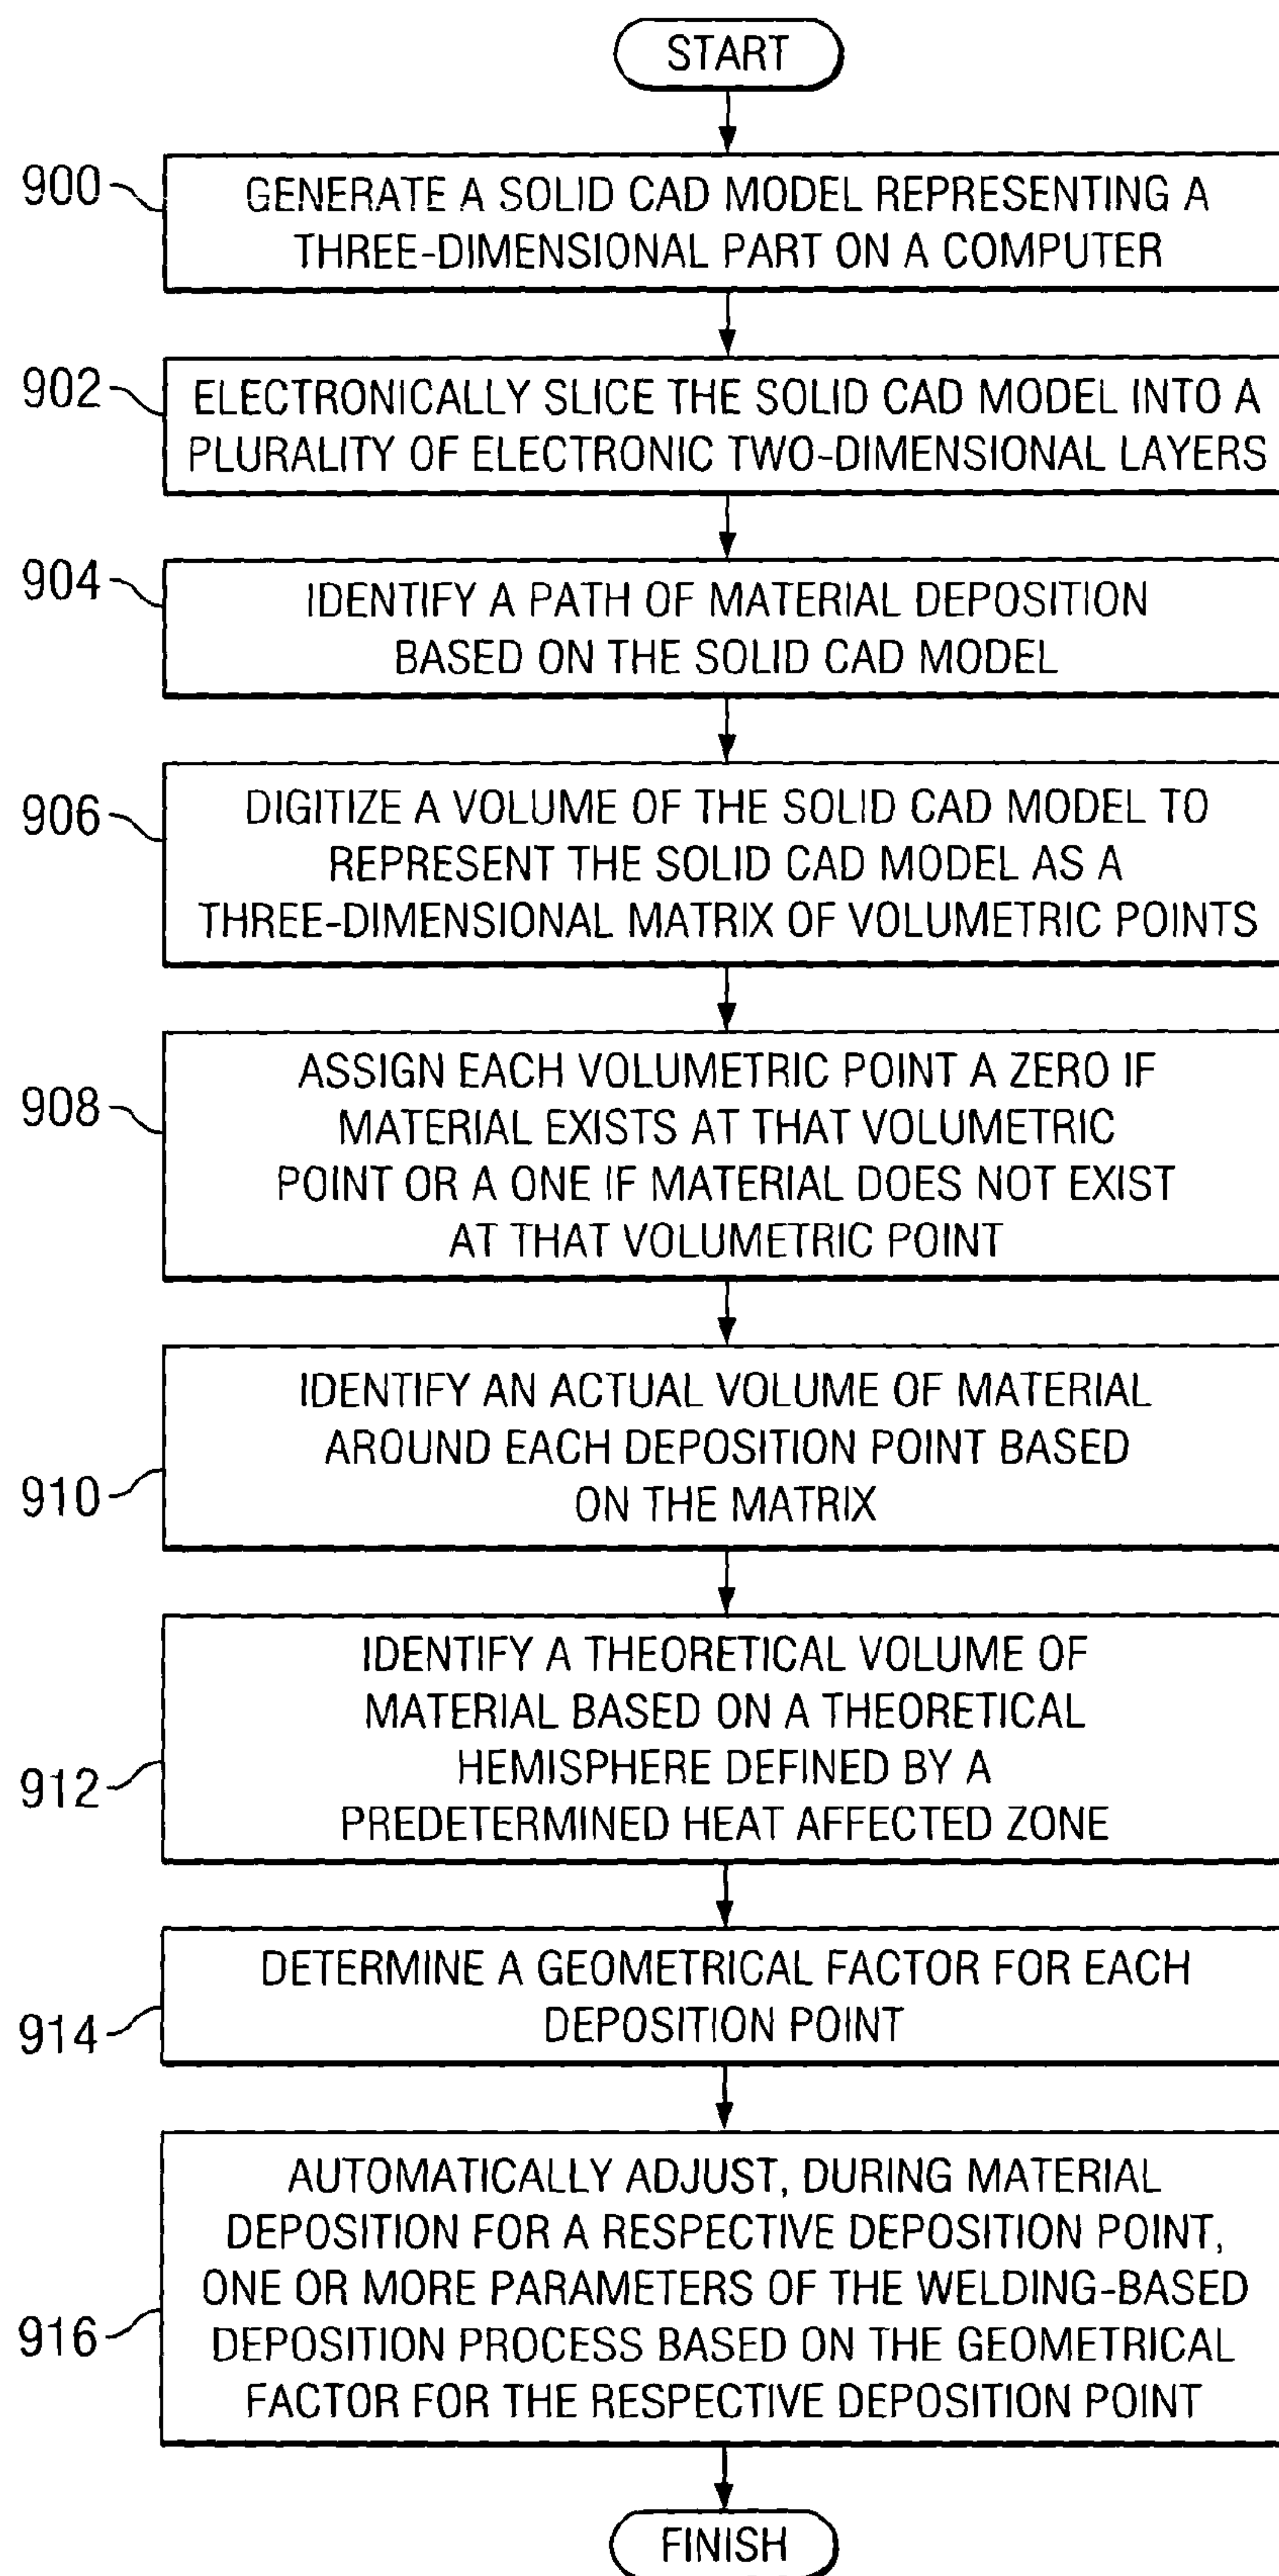 START
900
GENERATE A SOLID CAD MODEL REPRESENTING A
THREE-DIMENSIONAL PART ON A COMPUTER
902
ELECTRONICALLY SLICE THE SOLID CAD MODEL INTO A
PLURALITY OF ELECTRONIC TWO-DIMENSIONAL LAYERS
904
IDENTIFY A PATH OF MATERIAL DEPOSITION
BASED ON THE SOLID CAD MODEL
906
DIGITIZE A VOLUME OF THE SOLID CAD MODEL TO
REPRESENT THE SOLID CAD MODEL AS A
THREE-DIMENSIONAL MATRIX OF VOLUMETRIC POINTS
908
ASSIGN EACH VOLUMETRIC POINT A ZERO IF
MATERIAL EXISTS AT THAT VOLUMETRIC
POINT OR A ONE IF MATERIAL DOES NOT EXIST
AT THAT VOLUMETRIC POINT
910
IDENTIFY AN ACTUAL VOLUME OF MATERIAL
AROUND EACH DEPOSITION POINT BASED
ON THE MATRIX
912
IDENTIFY A THEORETICAL VOLUME OF
MATERIAL BASED ON A THEORETICAL
HEMISPHERE DEFINED BY A
PREDETERMINED HEAT AFFECTED ZONE
914
DETERMINE A GEOMETRICAL FACTOR FOR EACH
DEPOSITION POINT
916
AUTOMATICALLY ADJUST, DURING MATERIAL
DEPOSITION FOR A RESPECTIVE DEPOSITION POINT,
ONE OR MORE PARAMETERS OF THE WELDING-BASED
DEPOSITION PROCESS BASED ON THE GEOMETRICAL
FACTOR FOR THE RESPECTIVE DEPOSITION POINT
FINISH